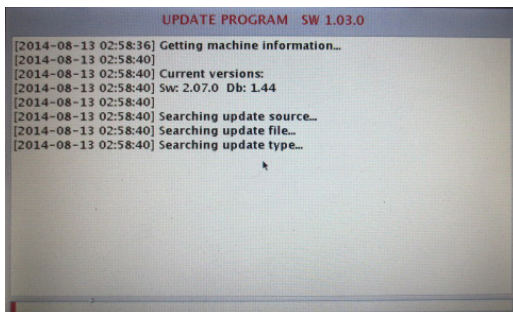 UPDATE PROGRAM SW 1.03.0
[2014-08-13 02:58:36] Getting machine information...
[2014-08-13 02:58:40]
[2014-08-13 02:58:40] Current versions:
[2014-08-13 02:58:40] Sw: 2.07.0 Db: 1.44
[2014-08-13 02:58:40]
[2014-08-13 02:58:40] Searching update source...
[2014-08-13 02:58:40] Searching update file...
[2014-08-13 02:58:40] Searching update type...